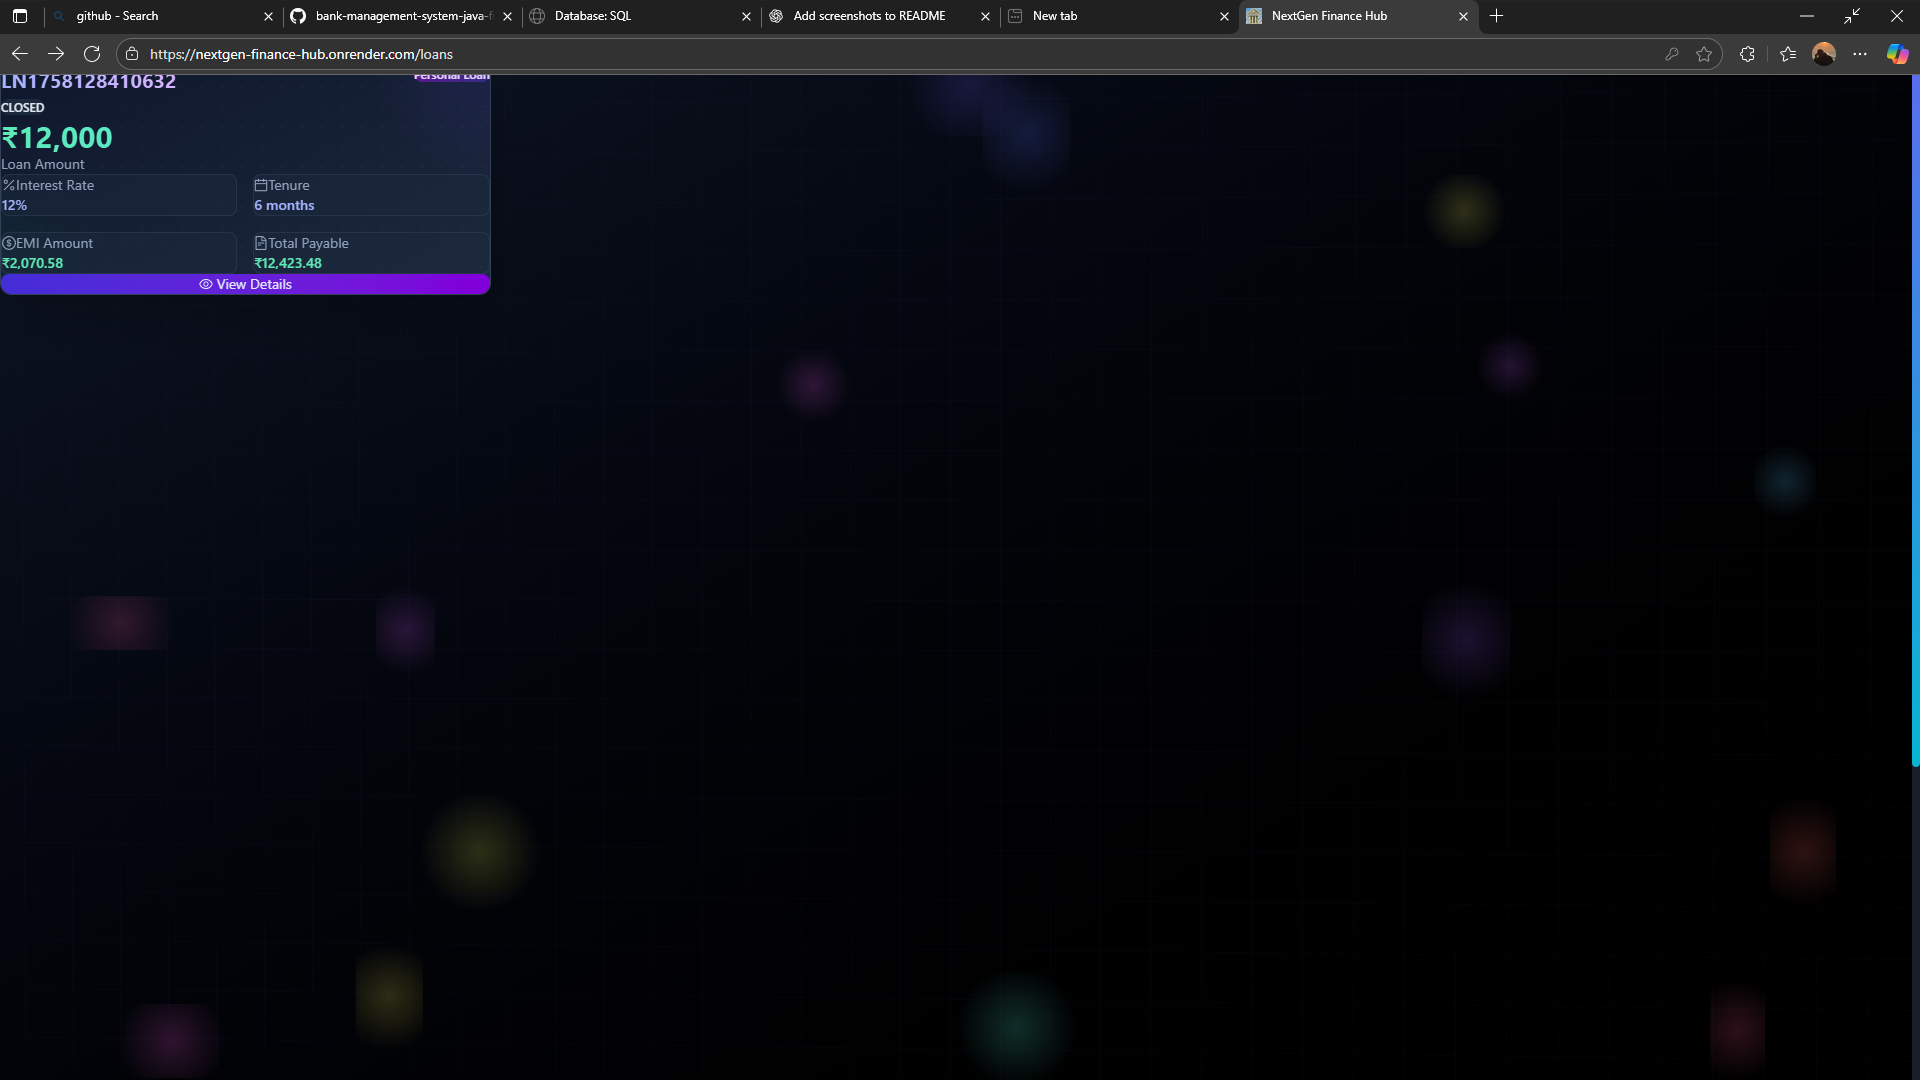 github - Search
bank-management-system-java-f
Database: SQL
Add screenshots to README
New tab
NextGen Finance Hub
https://nextgen-finance-hub.onrender.com/loans
LN1758128410632
Personal Loan
CLOSED
₹12,000
Loan Amount
Interest Rate
12%
Tenure
6 months
EMI Amount
₹2,070.58
Total Payable
₹12,423.48
View Details